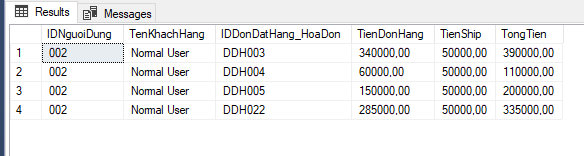 Results Messages
IDNguoiDung TenKhachHang IDDonDatHang_HoaDon TienDonHang TienShip TongTien
1 002 Normal User DDH003 340000,00 50000,00 390000,00
2 002 Normal User DDH004 60000,00 50000,00 110000,00
3 002 Normal User DDH005 150000,00 50000,00 200000,00
4 002 Normal User DDH022 285000,00 50000,00 335000,00